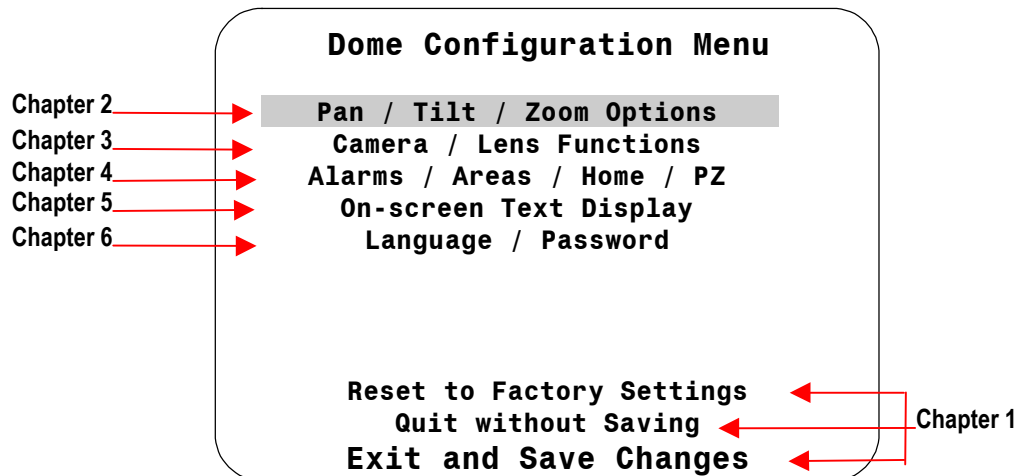 Dome Configuration Menu
Chapter 2
Pan / Tilt / Zoom Options
Chapter 3
Camera / Lens Functions
Chapter 4
Alarms / Areas / Home / PZ
Chapter 5
On-screen Text Display
Chapter 6
Language / Password
Reset to Factory Settings
Quit without Saving
Chapter 1
Exit and Save Changes